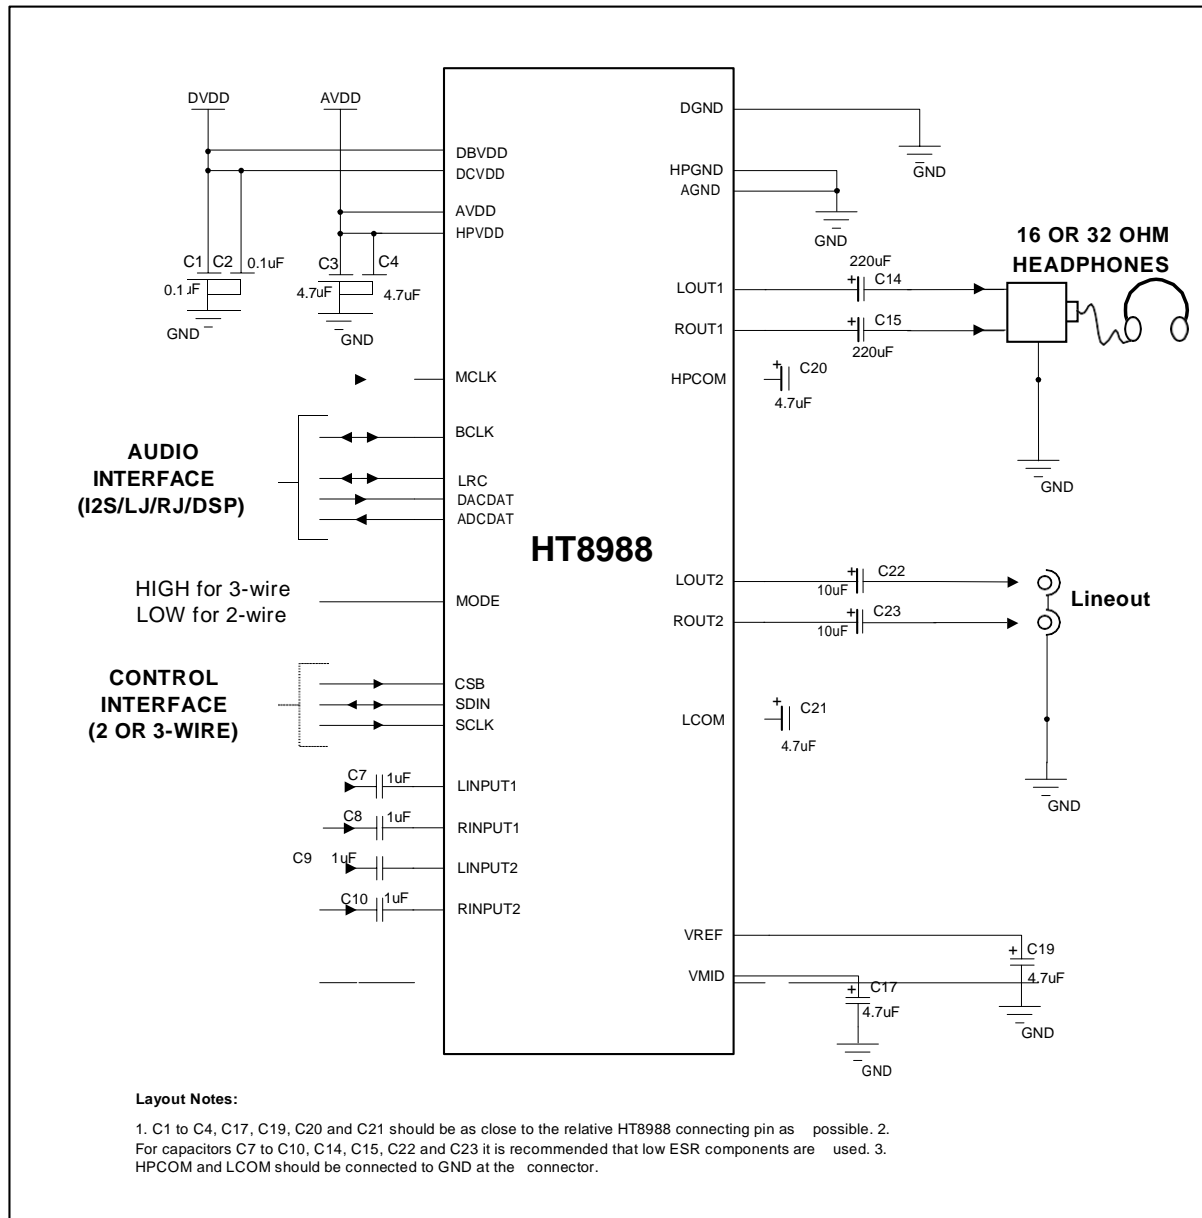 DVDD
AVDD
DBVDD
DCVDD
AVDD
HPVDD
C1
C2
0.1uF
C3
C4
4.7uF
4.7uF
GND
GND
MCLK
AUDIO
INTERFACE
(I2S/LJ/RJ/DSP)
BCLK
LRC
DACDAT
ADCDAT
HT8988
HIGH for 3-wire
LOW for 2-wire
MODE
CONTROL
INTERFACE
(2 OR 3-WIRE)
CSB
SDIN
SCLK
C7
1uF
LINPUT1
C8
1uF
RINPUT1
C9
1uF
LINPUT2
C10
1uF
RINPUT2
DGND
GND
HPGND
AGND
GND
16 OR 32 OHM
HEADPHONES
220uF
LOUT1
+
C14
ROUT1
+
C15
220uF
HPCOM
+
C20
4.7uF
GND
LOUT2
+
C22
10uF
Lineout
ROUT2
+
C23
10uF
LCOM
+
C21
4.7uF
GND
VREF
+
C19
4.7uF
GND
VMID
+
C17
4.7uF
GND
Layout Notes:
1. C1 to C4, C17, C19, C20 and C21 should be as close to the relative HT8988 connecting pin as possible. 2.
For capacitors C7 to C10, C14, C15, C22 and C23 it is recommended that low ESR components are used. 3.
HPCOM and LCOM should be connected to GND at the connector.